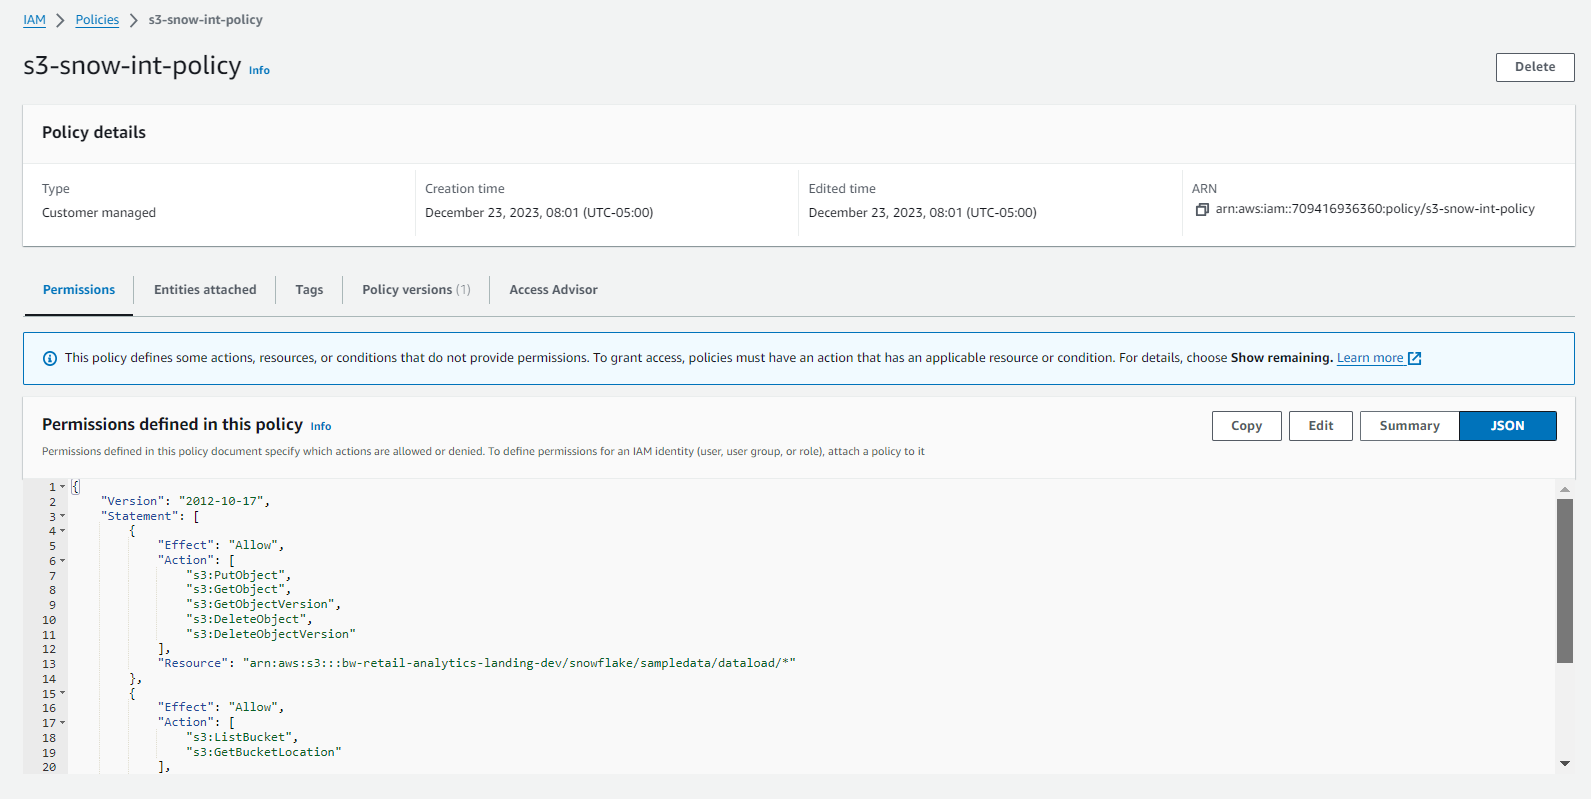 IAM > Policies > s3-snow-int-policy
s3-snow-int-policy Info
Delete
Policy details
Type
Customer managed
Creation time
December 23, 2023, 08:01 (UTC-05:00)
Edited time
December 23, 2023, 08:01 (UTC-05:00)
ARN
arn:aws:iam::709416936360:policy/s3-snow-int-policy
Permissions
Entities attached
Tags
Policy versions (1)
Access Advisor
This policy defines some actions, resources, or conditions that do not provide permissions. To grant access, policies must have an action that has an applicable resource or condition. For details, choose Show remaining. Learn more
Permissions defined in this policy Info
Permissions defined in this policy document specify which actions are allowed or denied. To define permissions for an IAM identity (user, user group, or role), attach a policy to it
Copy
Edit
Summary
JSON
1 {
2 "Version": "2012-10-17",
3 "Statement": [
4 {
5 "Effect": "Allow",
6 "Action": [
7 "s3:PutObject",
8 "s3:GetObject",
9 "s3:GetObjectVersion",
10 "s3:DeleteObject",
11 "s3:DeleteObjectVersion"
12 ],
13 "Resource": "arn:aws:s3:::bw-retail-analytics-landing-dev/snowflake/sampledata/dataload/*"
14 },
15 {
16 "Effect": "Allow",
17 "Action": [
18 "s3:ListBucket",
19 "s3:GetBucketLocation"
20 ],